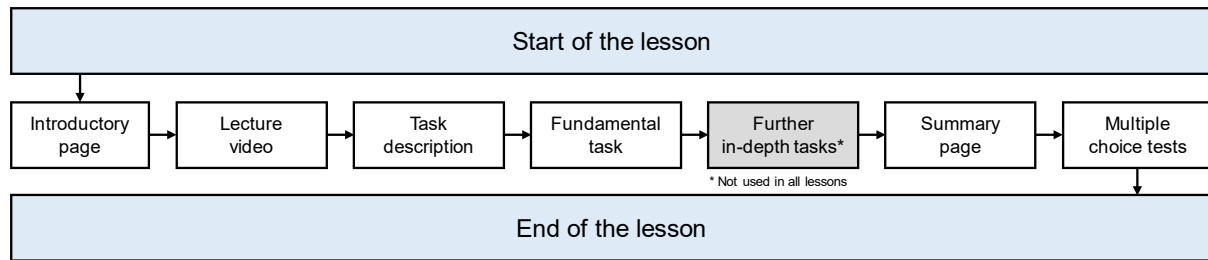 Start of the lesson
Introductory
page
Lecture
video
Task
description
Fundamental
task
Further
in-depth tasks*
Summary
page
Multiple
choice tests
* Not used in all lessons
End of the lesson